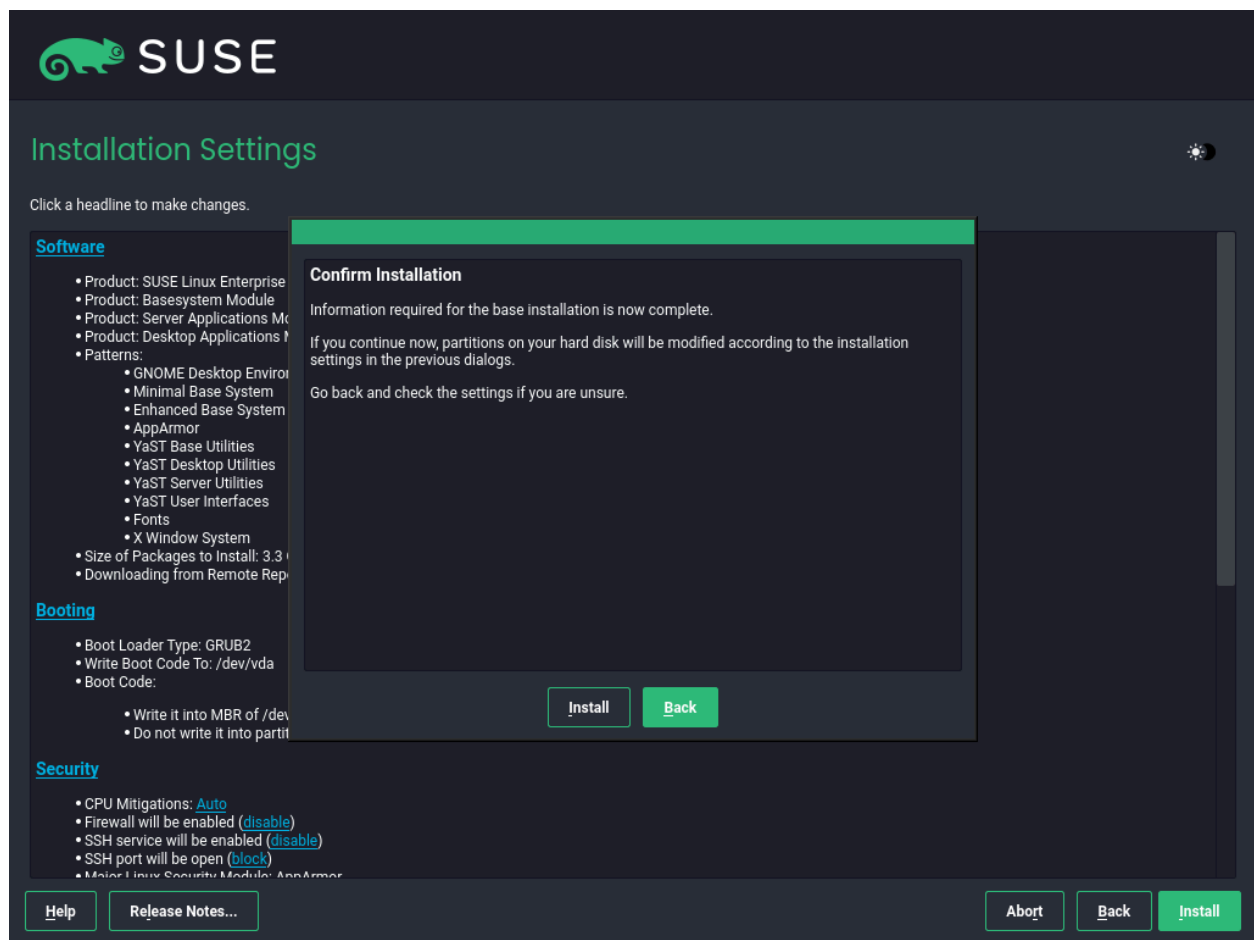 SUSE
Installation Settings
Click a headline to make changes.
Software
• Product: SUSE Linux Enterprise
• Product: Basesystem Module
• Product: Server Applications
• Product: Desktop Applications
• Patterns:
• GNOME Desktop
• Minimal Base System
• Enhanced Base System
• AppArmor
• YaST Base Utilities
• YaST Desktop Utilities
• YaST Server Utilities
• YaST User Interfaces
• Fonts
• X Window System
• Size of Packages to Install: 3.3
• Downloading from Remote
Booting
• Boot Loader Type: GRUB2
• Write Boot Code To: /dev/vda
• Boot Code:
• Write it into MBR of
• Do not write it into
Security
• CPU Mitigations: Auto
• Firewall will be enabled (disable)
• SSH service will be enabled (disable)
• SSH port will be open (block)
• Major Linux Security Module: AppArmor
Confirm Installation
Information required for the base installation is now complete.
If you continue now, partitions on your hard disk will be modified according to the installation
settings in the previous dialogs.
Go back and check the settings if you are unsure.
Install Back
Help Release Notes... Abort Back Install